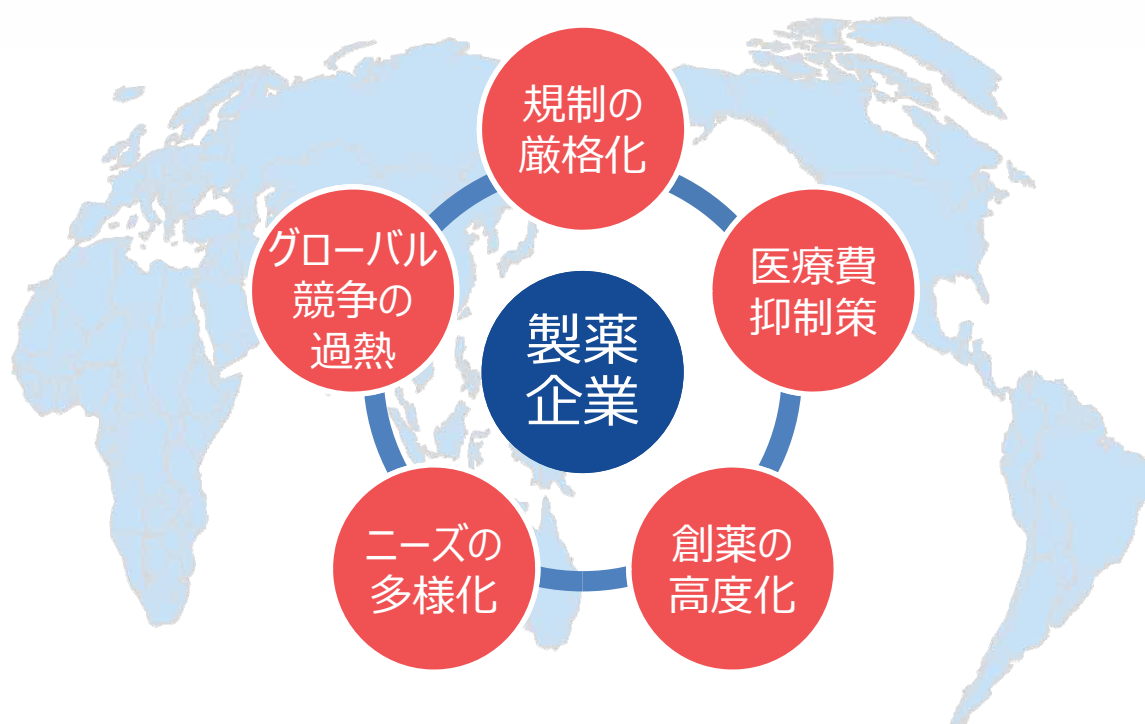 規制の
厳格化
グローバル
競争の
過熱
医療費
抑制策
製薬
企業
ニーズの
多様化
創薬の
高度化